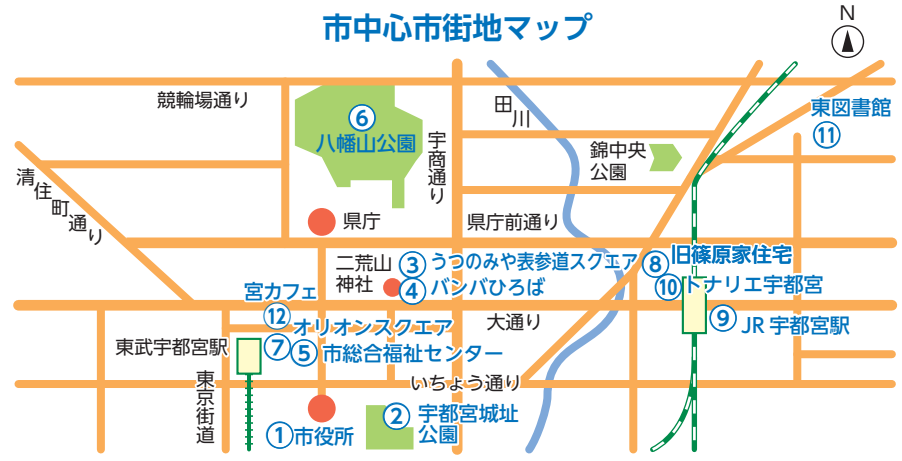 市中心市街地マップ
N
競輪場通り
田川
東図書館
⑪
⑥
八幡山公園
宇商通り
錦中央
公園
清住町通り
県庁
県庁前通り
二荒山
神社
③うつのみや表参道スクエア
④バンバひろば
⑧旧篠原家住宅
⑩トナリエ宇都宮
宮カフェ
⑫
オリオンスクエア
大通り
⑨JR宇都宮駅
東武宇都宮駅
⑦
⑤市総合福祉センター
東京街道
いちょう通り
①市役所
②宇都宮城址
公園